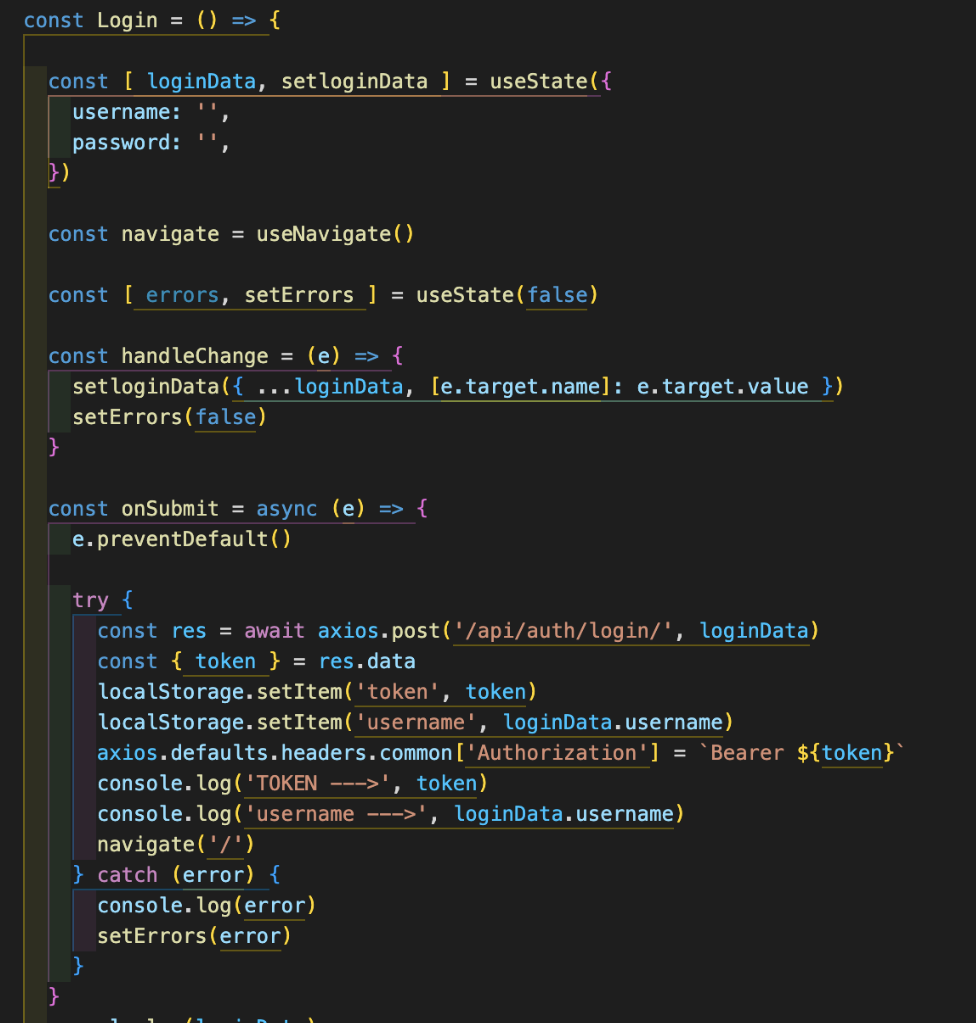 const Login = () => {
const [ loginData, setloginData ] = useState({
username: '',
password: '',
})
const navigate = useNavigate()
const [ errors, setErrors ] = useState(false)
const handleChange = (e) => {
setloginData({ ...loginData, [e.target.name]: e.target.value })
setErrors(false)
}
const onSubmit = async (e) => {
e.preventDefault()
try {
const res = await axios.post('/api/auth/login/', loginData)
const { token } = res.data
localStorage.setItem('token', token)
localStorage.setItem('username', loginData.username)
axios.defaults.headers.common['Authorization'] = `Bearer ${token}`
console.log('TOKEN --->', token)
console.log('username --->', loginData.username)
navigate('/')
} catch (error) {
console.log(error)
setErrors(error)
}
}